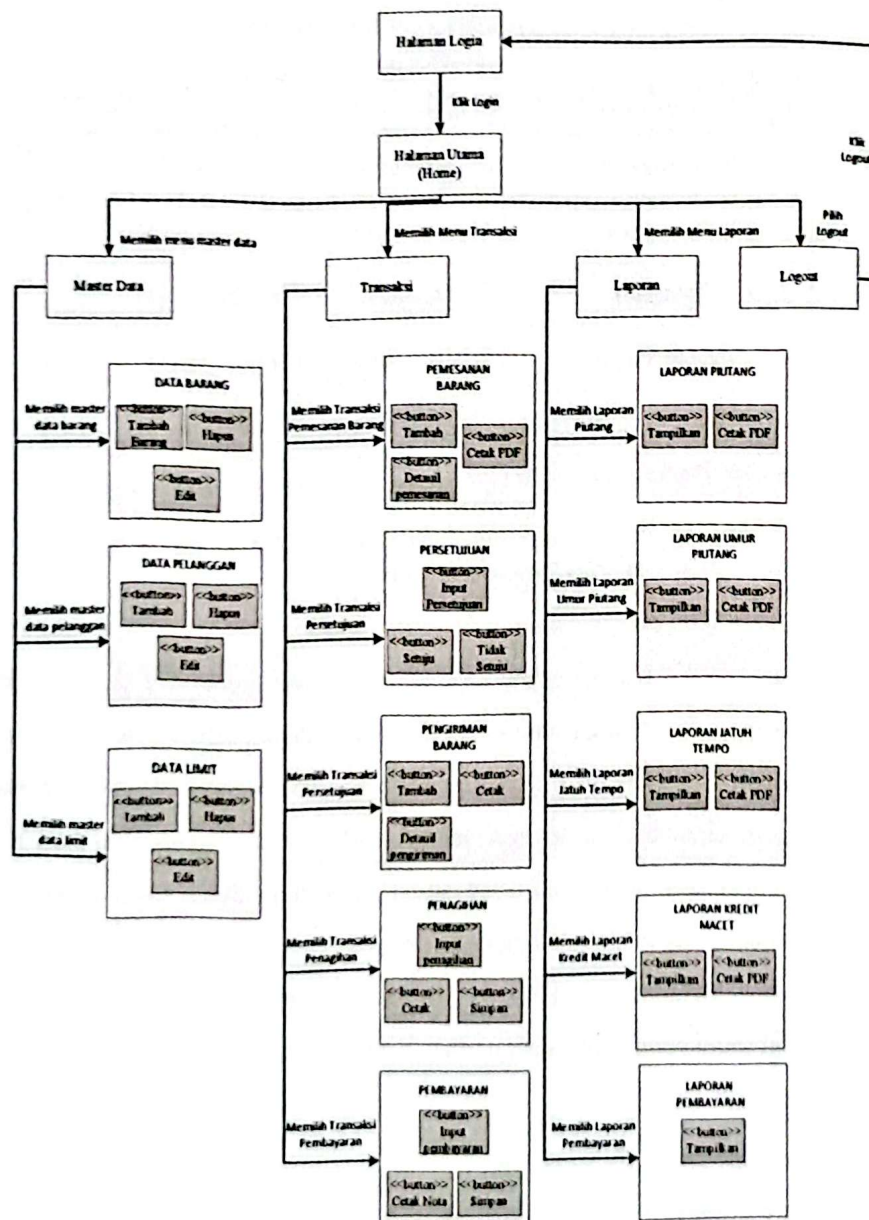 Halaman Login
Klik Login
Halaman Utama
(Home)
Klik
Logout
Memilih menu master data
Memilih Menu Transaksi
Memilih Menu Laporan
Pilih
Logout
Master Data
Transaksi
Laporan
Logout
Memilih master
data barang
DATA BARANG
<<button>>
Tambah
Barang
<<button>>
Hapus
<<button>>
Edit
Memilih master
data pelanggan
DATA PELANGGAN
<<button>>
Tambah
<<button>>
Hapus
<<button>>
Edit
Memilih master
data limit
DATA LIMIT
<<button>>
Tambah
<<button>>
Hapus
<<button>>
Edit
Memilih Transaksi
Pemesanan Barang
PEMESANAN
BARANG
<<button>>
Tambah
<<button>>
Cetak PDF
<<button>>
Detauil
pemesanan
Memilih Transaksi
Persetujuan
PERSETUJUAN
<<button>>
Input
Persetujuan
<<button>>
Setuju
<<button>>
Tidak
Setuju
Memilih Transaksi
Persetujuan
PENGIRIMAN
BARANG
<<button>>
Tambah
<<button>>
Cetak
<<button>>
Detauil
pengiriman
Memilih Transaksi
Penagihan
PENAGIHAN
<<button>>
Input
penagihan
<<button>>
Cetak
<<button>>
Simpan
Memilih Transaksi
Pembayaran
PEMBAYARAN
<<button>>
Input
pembayaran
<<button>>
Cetak Nota
<<button>>
Simpan
Memilih Laporan
Piutang
LAPORAN PIUTANG
<<button>>
Tampilkan
<<button>>
Cetak PDF
Memilih Laporan
Umur Piutang
LAPORAN UMUR
PIUTANG
<<button>>
Tampilkan
<<button>>
Cetak PDF
Memilih Laporan
Jatuh Tempo
LAPORAN JATUH
TEMPO
<<button>>
Tampilkan
<<button>>
Cetak PDF
Memilih Laporan
Kredit Macet
LAPORAN KREDIT
MACET
<<button>>
Tampilkan
<<button>>
Cetak PDF
Memilih Laporan
Pembayaran
LAPORAN
PEMBAYARAN
<<button>>
Tampilkan